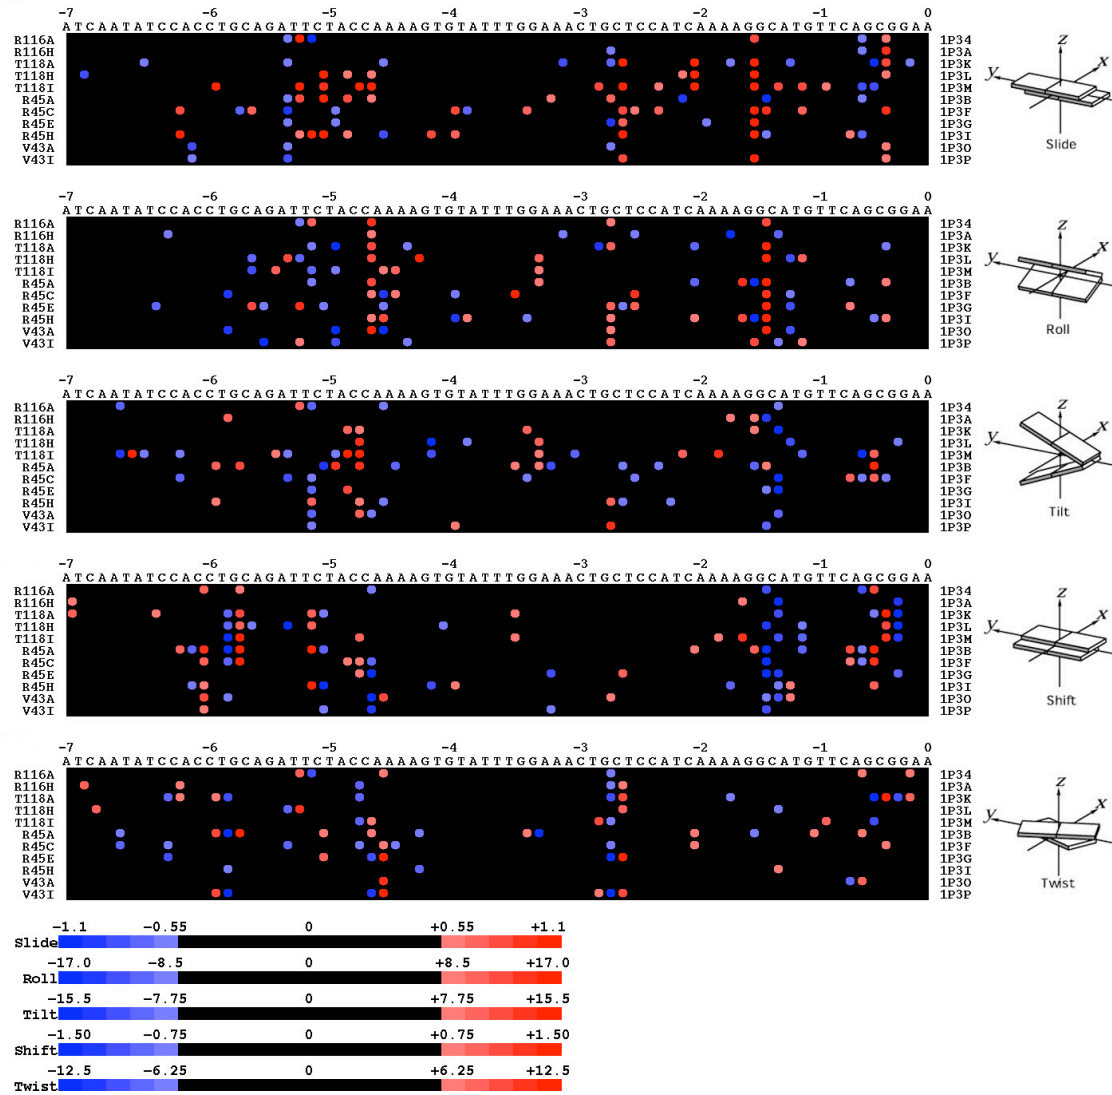 -7 -6 -5 -4 -3 -2 -1 0
A T C A A T A T C C A C C T G C A G A T T C T A C C A A A A G T G T A T T T G G A A A C T G C T C C A T C A A A A G G C A T G T T C A G C G G A A
R116A 1P34
R116H 1P3A
T118A 1P3K
T118H 1P3L
T118I 1P3M
R45A 1P3B
R45C 1P3F
R45E 1P3G
R45H 1P3I
V43A 1P3O
V43I 1P3P
z
x
y
Slide
-7 -6 -5 -4 -3 -2 -1 0
A T C A A T A T C C A C C T G C A G A T T C T A C C A A A A G T G T A T T T G G A A A C T G C T C C A T C A A A A G G C A T G T T C A G C G G A A
R116A 1P34
R116H 1P3A
T118A 1P3K
T118H 1P3L
T118I 1P3M
R45A 1P3B
R45C 1P3F
R45E 1P3G
R45H 1P3I
V43A 1P3O
V43I 1P3P
z
x
y
Roll
-7 -6 -5 -4 -3 -2 -1 0
A T C A A T A T C C A C C T G C A G A T T C T A C C A A A A G T G T A T T T G G A A A C T G C T C C A T C A A A A G G C A T G T T C A G C G G A A
R116A 1P34
R116H 1P3A
T118A 1P3K
T118H 1P3L
T118I 1P3M
R45A 1P3B
R45C 1P3F
R45E 1P3G
R45H 1P3I
V43A 1P3O
V43I 1P3P
z
x
y
Tilt
-7 -6 -5 -4 -3 -2 -1 0
A T C A A T A T C C A C C T G C A G A T T C T A C C A A A A G T G T A T T T G G A A A C T G C T C C A T C A A A A G G C A T G T T C A G C G G A A
R116A 1P34
R116H 1P3A
T118A 1P3K
T118H 1P3L
T118I 1P3M
R45A 1P3B
R45C 1P3F
R45E 1P3G
R45H 1P3I
V43A 1P3O
V43I 1P3P
z
x
y
Shift
-7 -6 -5 -4 -3 -2 -1 0
A T C A A T A T C C A C C T G C A G A T T C T A C C A A A A G T G T A T T T G G A A A C T G C T C C A T C A A A A G G C A T G T T C A G C G G A A
R116A 1P34
R116H 1P3A
T118A 1P3K
T118H 1P3L
T118I 1P3M
R45A 1P3B
R45C 1P3F
R45E 1P3G
R45H 1P3I
V43A 1P3O
V43I 1P3P
z
x
y
Twist
-1.1 -0.55 0 +0.55 +1.1
Slide
-17.0 -8.5 0 +8.5 +17.0
Roll
-15.5 -7.75 0 +7.75 +15.5
Tilt
-1.50 -0.75 0 +0.75 +1.50
Shift
-12.5 -6.25 0 +6.25 +12.5
Twist